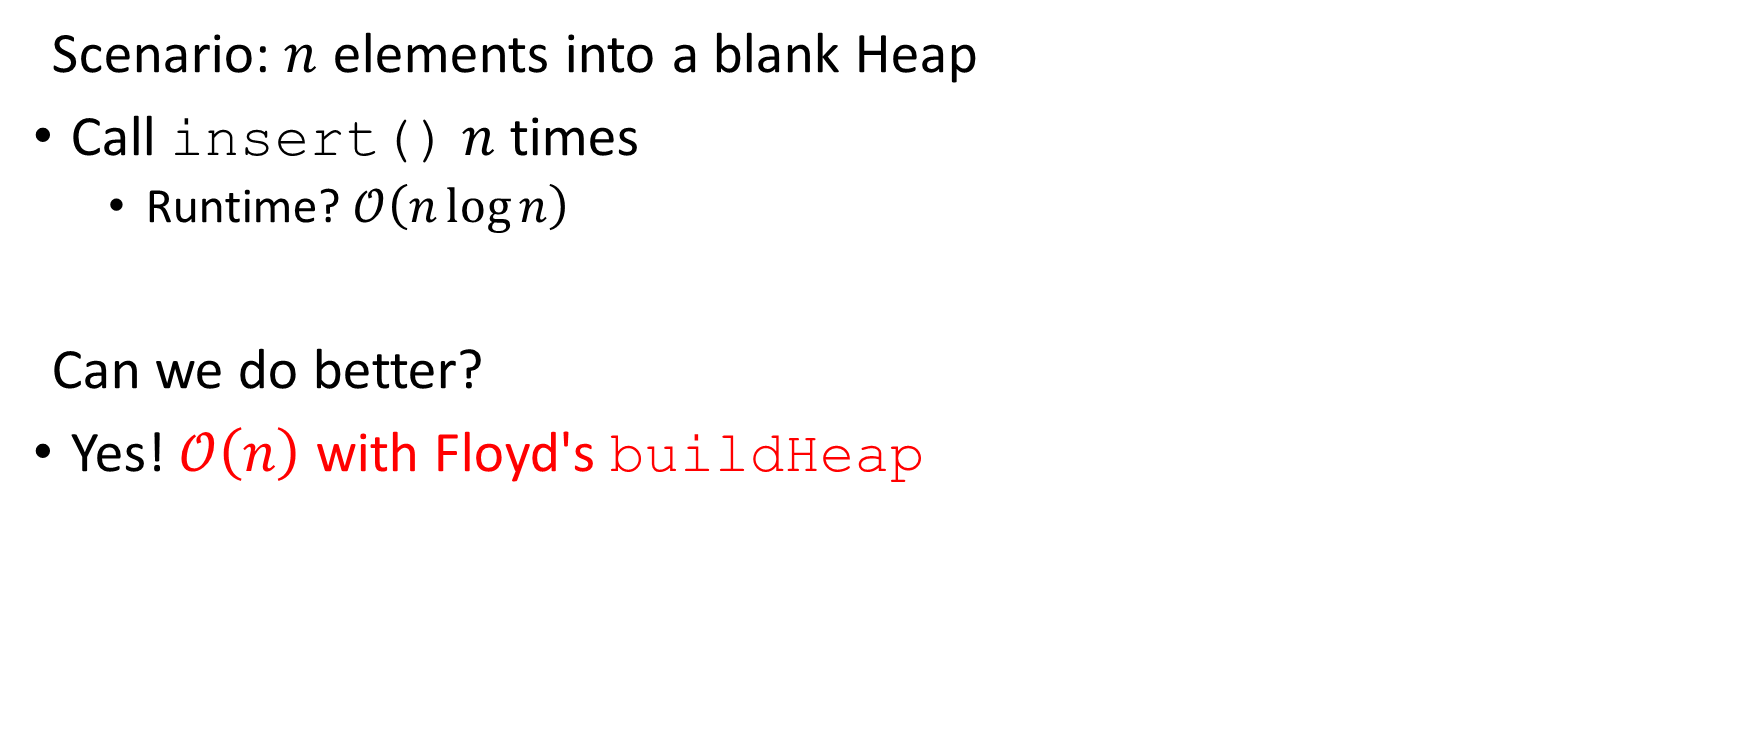 Scenario: 𝑛 elements into a blank Heap
• Call insert() 𝑛 times
• Runtime? 𝒪(𝑛 log 𝑛)
Can we do better?
• Yes! 𝒪(𝑛) with Floyd's buildHeap